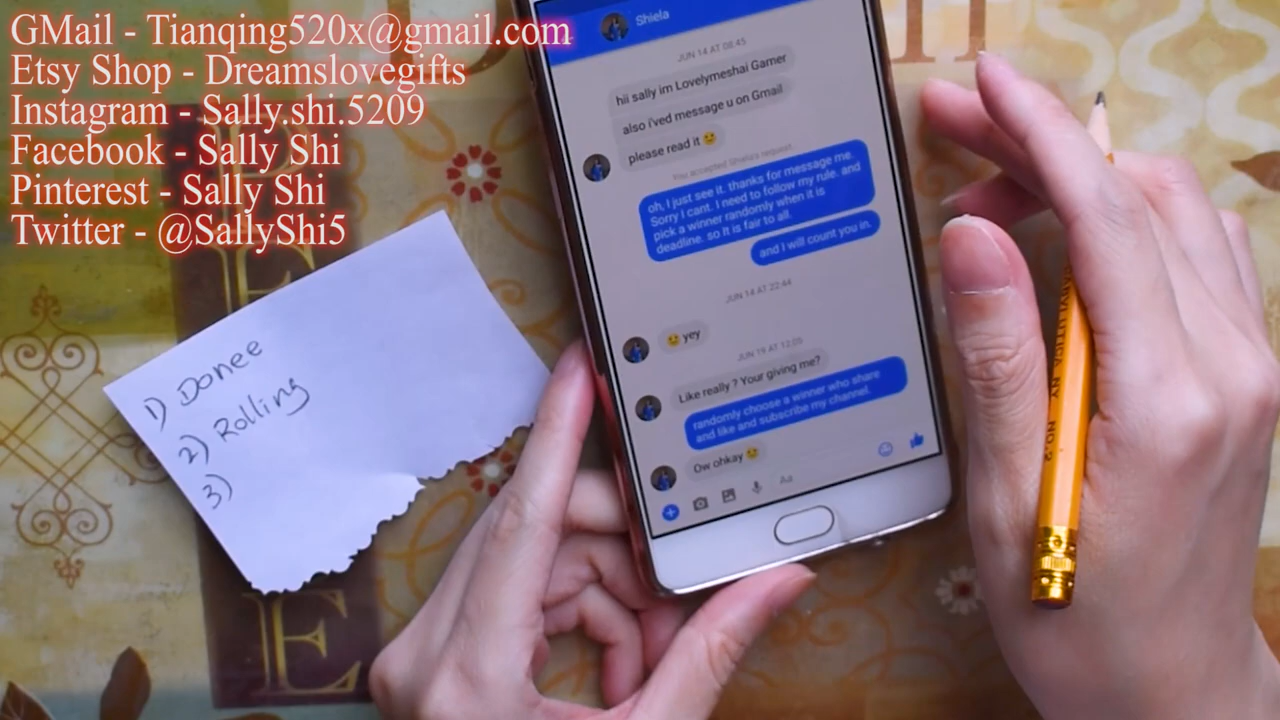 GMail - Tianqing520x@gmail.com
Etsy Shop - Dreamslovegifts
Instagram - Sally.shi.5209
Facebook - Sally Shi
Pinterest - Sally Shi
Twitter - @SallyShi5
Shiela
JUN 14 AT 08:45
hii sally im Lovelymeshai Gamer
also i'ved message u on Gmail
please read it 😉
You accepted Shiela's request.
oh, I just see it. thanks for message me.
Sorry I cant. I need to follow my rule. and
pick a winner randomly when it is
deadline. so It is fair to all.
and I will count you in.
JUN 14 AT 22:44
😉 yey
JUN 19 AT 12:05
Like really ? Your giving me?
randomly choose a winner who share
and like and subscribe my channel.
Ow ohkay 😉
Aa
1) Donee
2) Rolling
3)
NY NO.2
E